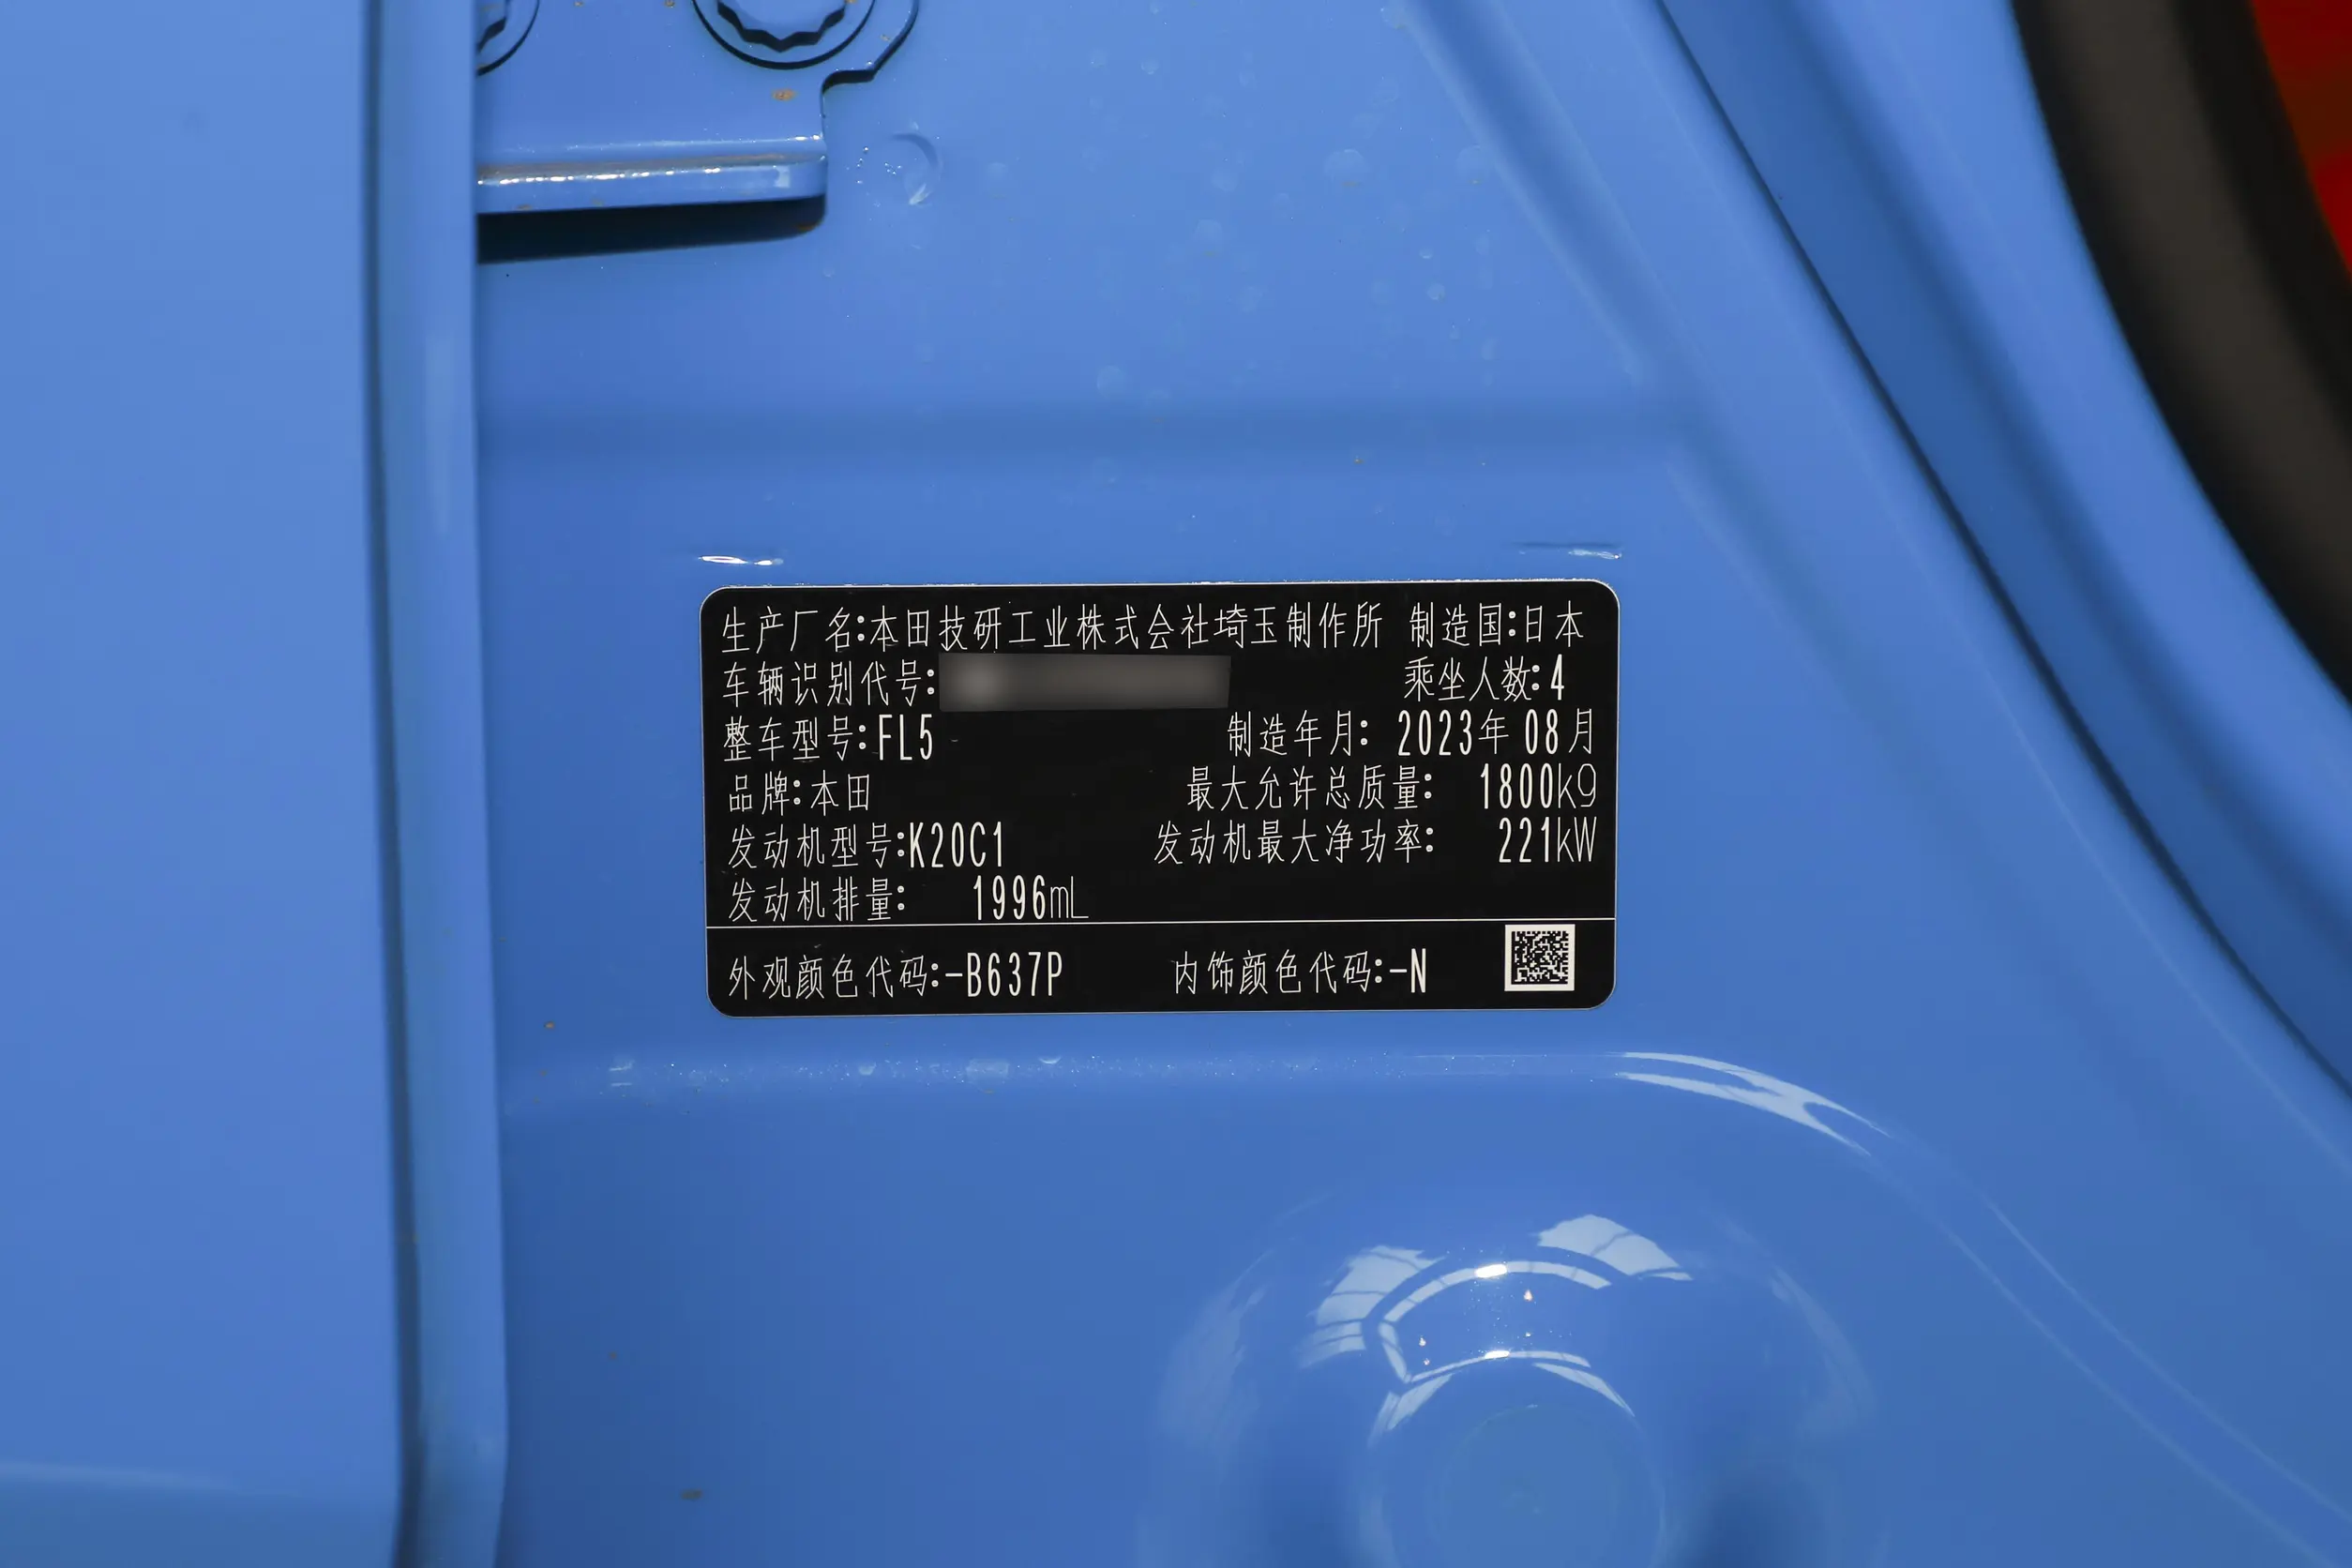 生产厂名:本田技研工业株式会社埼玉制作所 制造国:日本
车辆识别代号: 乘坐人数:4
整车型号:FL5 制造年月: 2023年 08月
品牌:本田 最大允许总质量: 1800kg
发动机型号:K20C1 发动机最大净功率: 221kW
发动机排量: 1996mL
外观颜色代码:-B637P 内饰颜色代码:-N